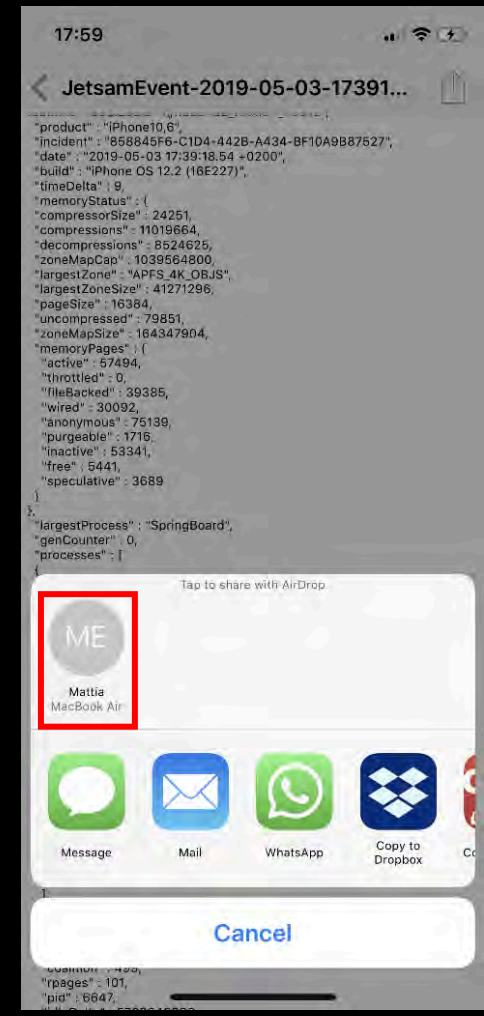 17:59
JetsamEvent-2019-05-03-17391...
"product" : "iPhone10,6",
"incident" : "858845F6-C1D4-442B-A434-BF10A9B87527",
"date" : "2019-05-03 17:39:18.54 +0200",
"build" : "iPhone OS 12.2 (16E227)",
"timeDelta" : 9,
"memoryStatus" : {
"compressorSize" : 24251,
"compressions" : 11019664,
"decompressions" : 8524625,
"zoneMapCap" : 1039564800,
"largestZone" : "APFS_4K_OBJS",
"largestZoneSize" : 41271296,
"pageSize" : 16384,
"uncompressed" : 79851,
"zoneMapSize" : 164347904,
"memoryPages" : {
"active" : 57494,
"throttled" : 0,
"fileBacked" : 39385,
"wired" : 30092,
"anonymous" : 75139,
"purgeable" : 1716,
"inactive" : 53341,
"free" : 5441,
"speculative" : 3689
}
},
"largestProcess" : "SpringBoard",
"genCounter" : 0,
"processes" : [
{
Tap to share with AirDrop
ME
Mattia
MacBook Air
Message Mail WhatsApp Copy to Dropbox
Cancel
"rpages" : 101,
"pid" : 6647,